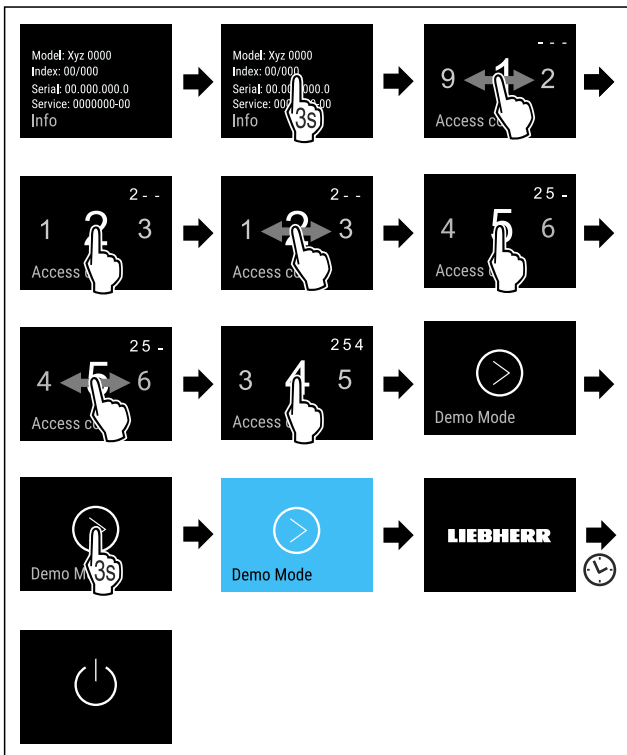 Model: Xyz 0000
Index: 00/000
Serial: 00.000.000.0
Service: 0000000-00
Info
Model: Xyz 0000
Index: 00/000
Serial: 00.00 000.0
Service: 00 00
Info
3s
- - -
9 1 2
Access c
2 - -
1 2 3
Access
2 - -
1 2 3
Access c
2 5 -
4 5 6
Access
2 5 -
4 5 6
Access c
2 5 4
3 4 5
Access
Demo Mode
Demo M
3s
Demo Mode
LIEBHERR